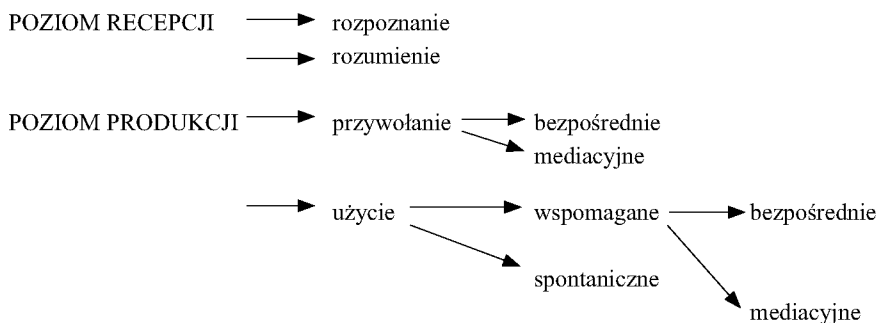 POZIOM RECEPCJI rozpoznanie
rozumienie
POZIOM PRODUKCJI przywołanie bezpośrednie
mediacyjne
użycie wspomagane bezpośrednie
spontaniczne
mediacyjne